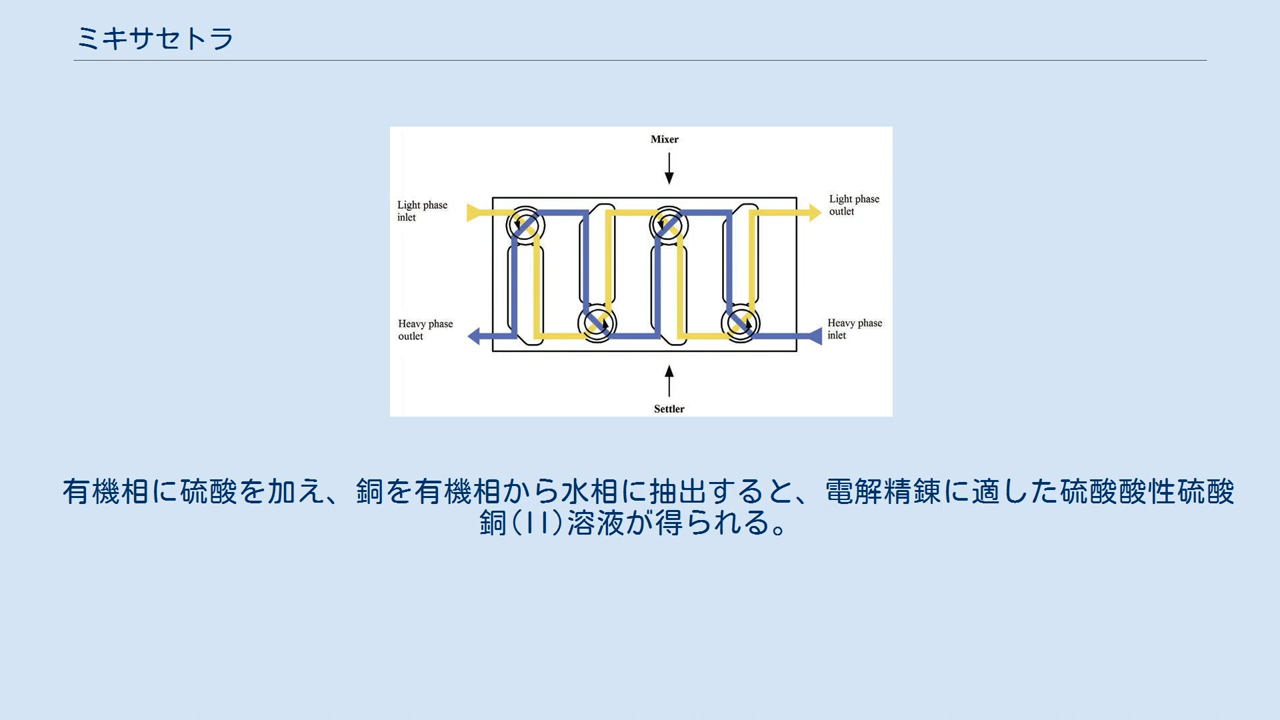 ミキサセトラ
Mixer
Light phase
inlet
Light phase
outlet
Heavy phase
outlet
Heavy phase
inlet
Settler
有機相に硫酸を加え、銅を有機相から水相に抽出すると、電解精錬に適した硫酸酸性硫酸
銅(II)溶液が得られる。